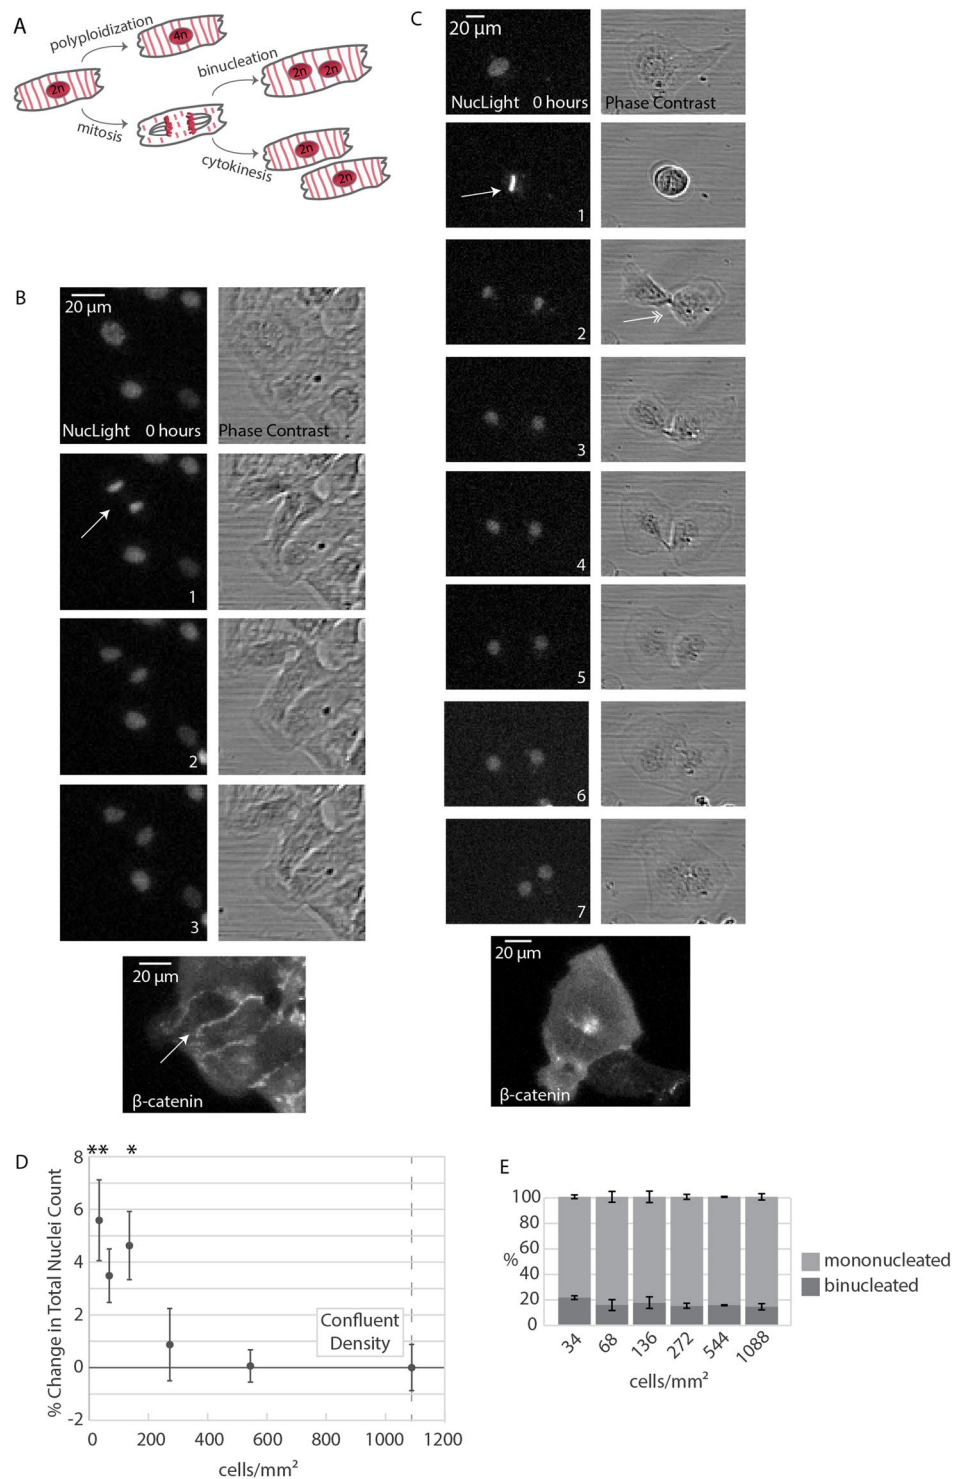 A
polyploidization
4n
2n
mitosis
binucleation
2n 2n
cytokinesis
2n
2n
B
20 µm
NucLight 0 hours
Phase Contrast
1
2
3
20 µm
β-catenin
C
20 µm
NucLight 0 hours
Phase Contrast
1
2
3
4
5
6
7
20 µm
β-catenin
D
** *
% Change in Total Nuclei Count
8
6
4
2
0
-2
Confluent
Density
0 200 400 600 800 1000 1200
cells/mm²
E
%
100
80
60
40
20
0
34 68 136 272 544 1088
cells/mm²
mononucleated
binucleated